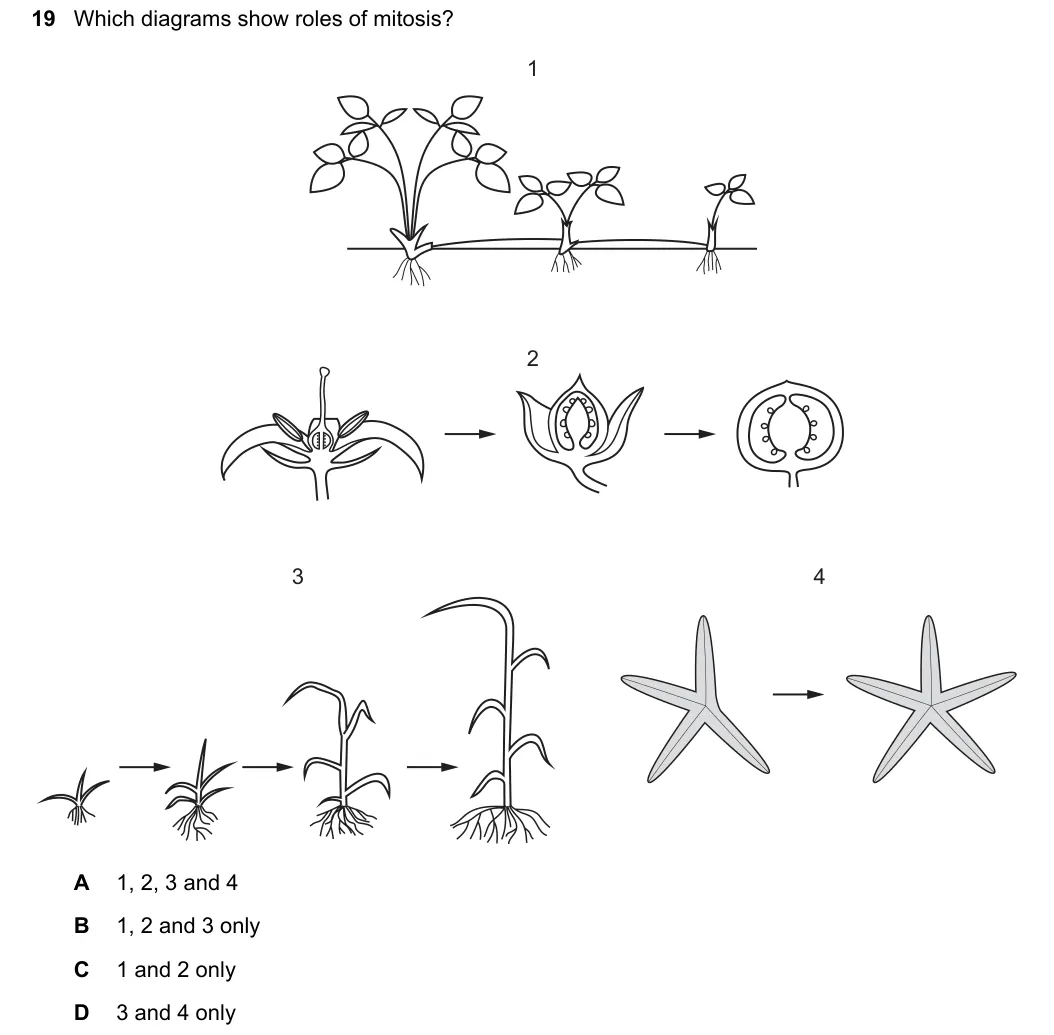 19 Which diagrams show roles of mitosis?
1
2
3 4
A 1, 2, 3 and 4
B 1, 2 and 3 only
C 1 and 2 only
D 3 and 4 only